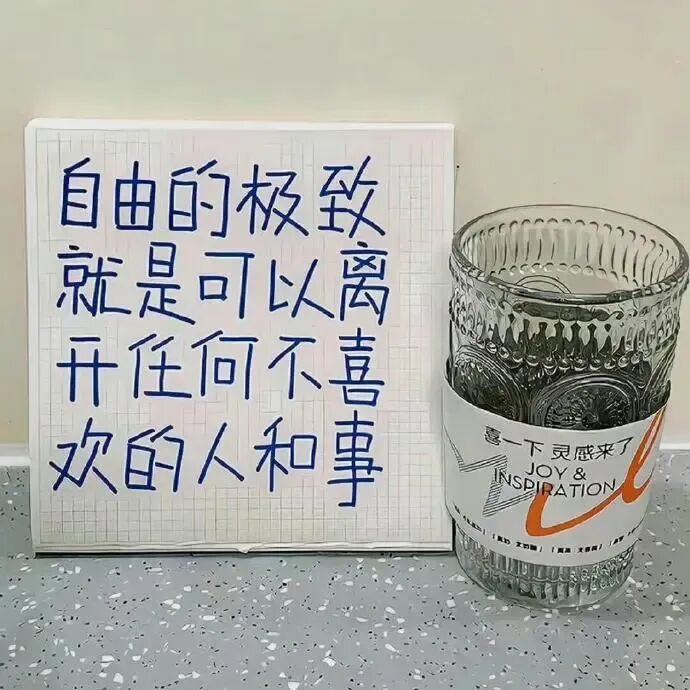 自由的极致
就是可以离
开任何不喜
欢的人和事
喜一下 灵感来了
JOY &
INSPIRATION